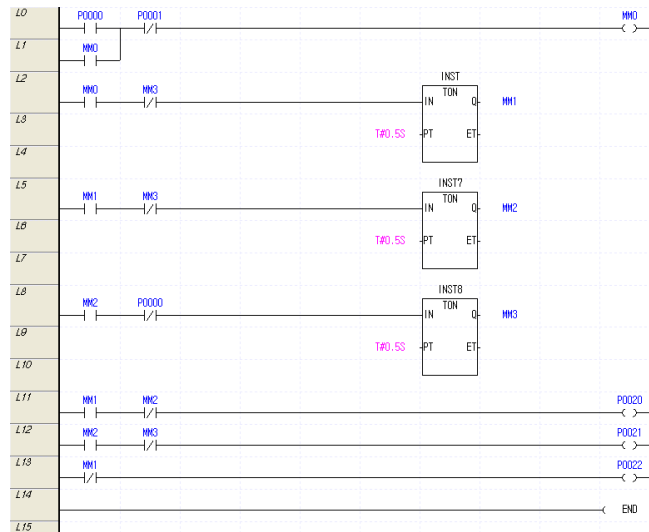 L0 P0000 P0001 MM0
L1 MM0
L2 INST
MM0 MM3 TON
IN Q MM1
L3 T#0.5S PT ET
L4
L5 INST7
MM1 MM3 TON
IN Q MM2
L6 T#0.5S PT ET
L7
L8 INST8
MM2 P0000 TON
IN Q MM3
L9 T#0.5S PT ET
L10
L11 MM1 MM2 P0020
L12 MM2 MM3 P0021
L13 MM1 P0022
L14 END
L15